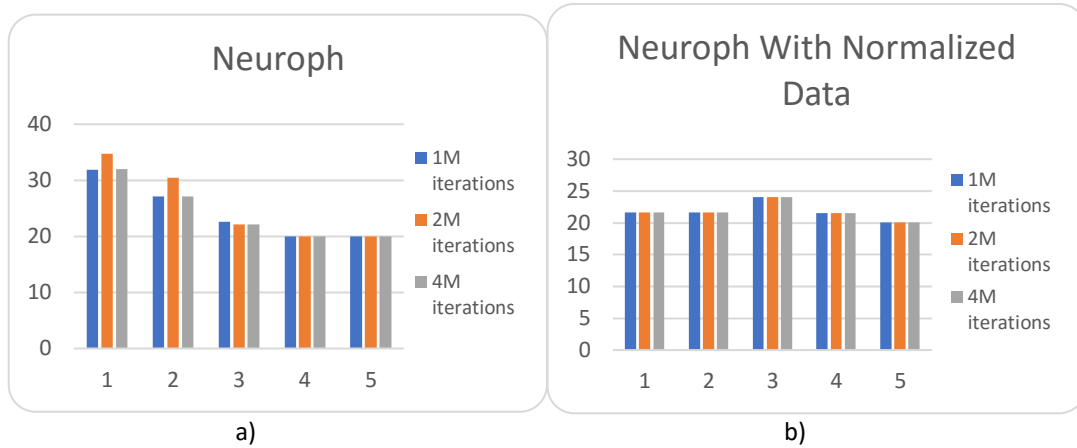 Neuroph
40
30
20
10
0
1 2 3 4 5
1M
iterations
2M
iterations
4M
iterations
a)
Neuroph With Normalized
Data
30
25
20
15
10
5
0
1 2 3 4 5
1M
iterations
2M
iterations
4M
iterations
b)